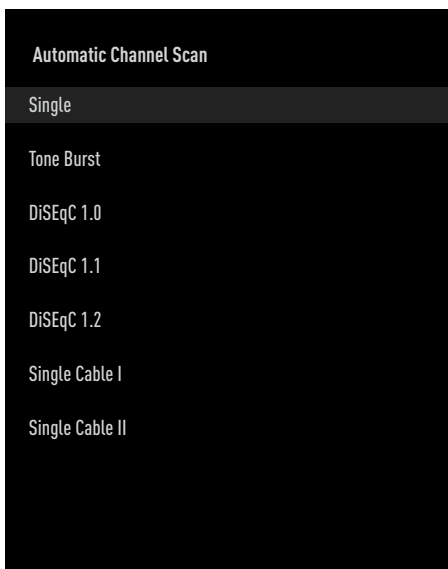 Automatic Channel Scan
Single
Tone Burst
DiSEqC 1.0
DiSEqC 1.1
DiSEqC 1.2
Single Cable I
Single Cable II